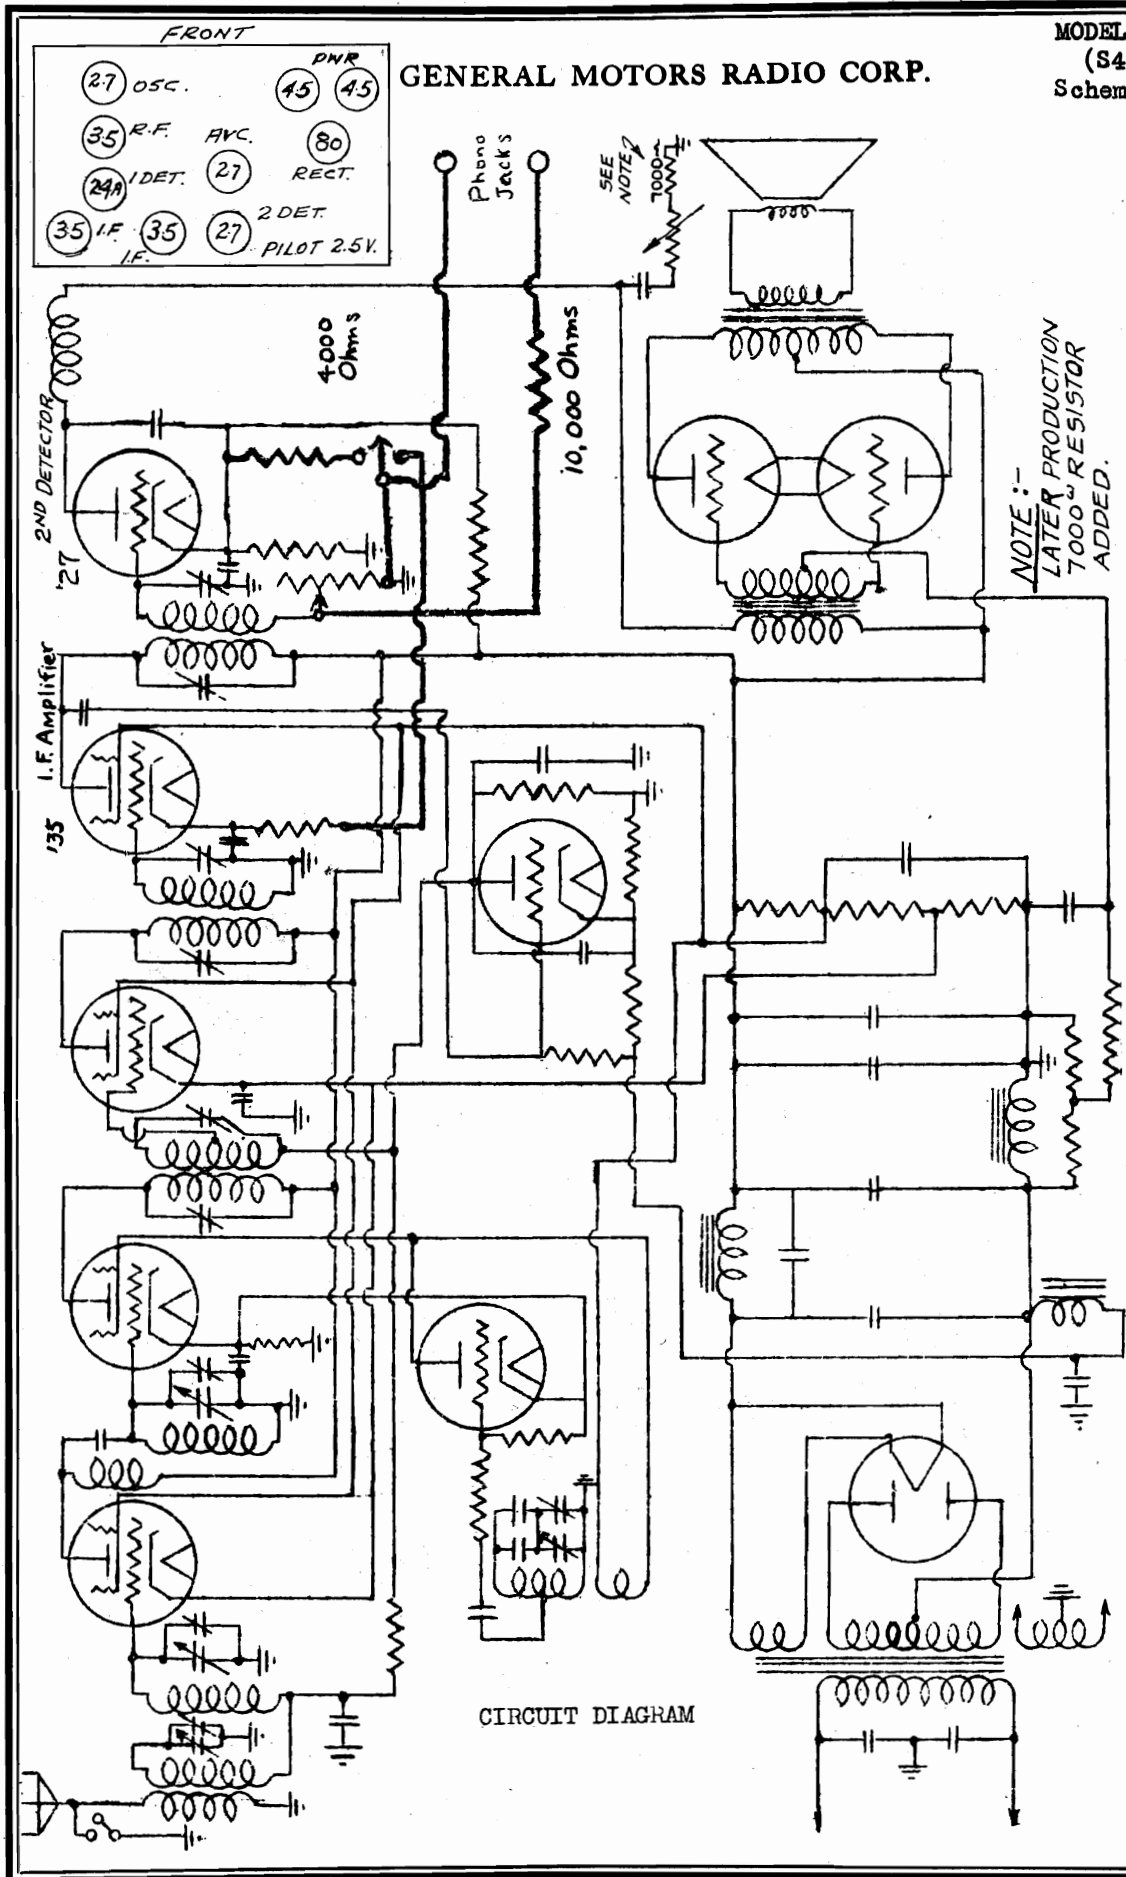 FRONT
27 OSC.
PWR
45 45
35 R.F.
AVC.
80
24A 1 DET.
27
RECT.
35 I.F. 35
I.F.
27
2 DET.
PILOT 2.5V.
GENERAL MOTORS RADIO CORP.
MODEL
(S4
Schem
Phono
Jacks
SEE
NOTE
7000~
4000
Ohms
10,000 Ohms
2ND DETECTOR
'27
I.F. Amplifier
135
NOTE:-
LATER PRODUCTION
7000ω RESISTOR
ADDED.
CIRCUIT DIAGRAM